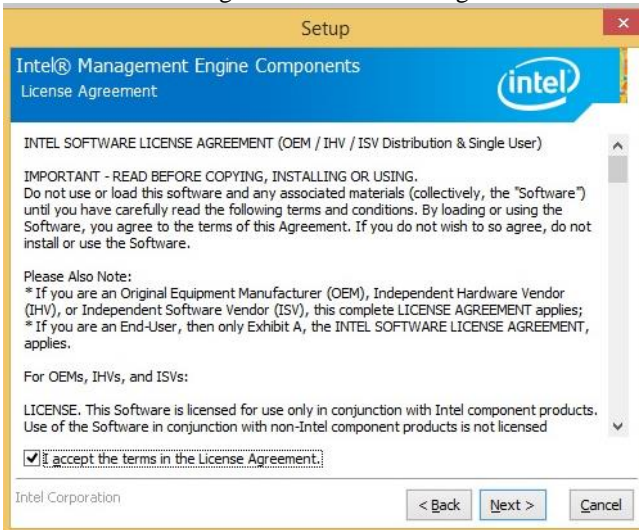 Setup
Intel® Management Engine Components
License Agreement
intel
INTEL SOFTWARE LICENSE AGREEMENT (OEM / IHV / ISV Distribution & Single User)
IMPORTANT - READ BEFORE COPYING, INSTALLING OR USING.
Do not use or load this software and any associated materials (collectively, the "Software")
until you have carefully read the following terms and conditions. By loading or using the
Software, you agree to the terms of this Agreement. If you do not wish to so agree, do not
install or use the Software.
Please Also Note:
* If you are an Original Equipment Manufacturer (OEM), Independent Hardware Vendor
(IHV), or Independent Software Vendor (ISV), this complete LICENSE AGREEMENT applies;
* If you are an End-User, then only Exhibit A, the INTEL SOFTWARE LICENSE AGREEMENT,
applies.
For OEMs, IHVs, and ISVs:
LICENSE. This Software is licensed for use only in conjunction with Intel component products.
Use of the Software in conjunction with non-Intel component products is not licensed
I accept the terms in the License Agreement.
Intel Corporation
< Back Next > Cancel